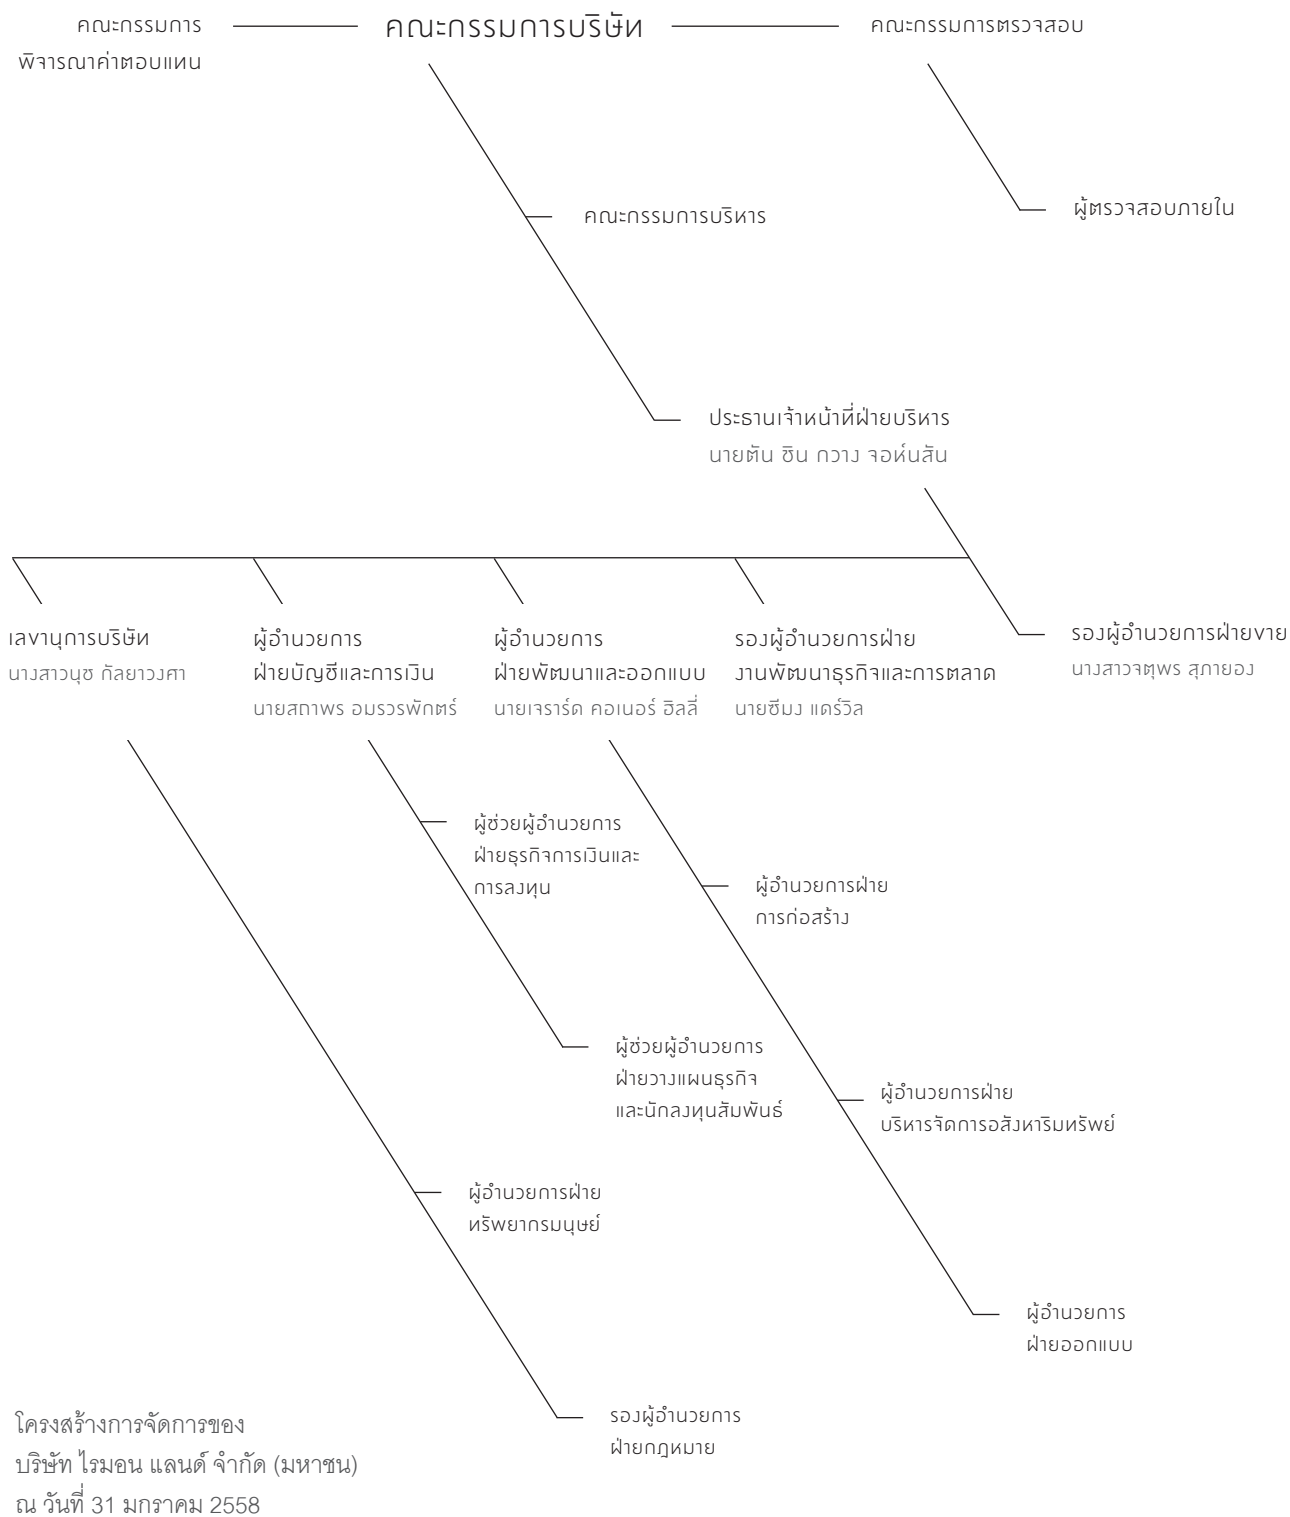 คณะกรรมการ
พิจารณาค่าตอบแทน
คณะกรรมการบริษัท
คณะกรรมการตรวจสอบ
คณะกรรมการบริหาร
ผู้ตรวจสอบภายใน
ประธานเจ้าหน้าที่ฝ่ายบริหาร
นายตัน ชิน กวาง จอห์นสัน
เลขานุการบริษัท
นางสาวนุช กัลยาวงศา
ผู้อำนวยการ
ฝ่ายบัญชีและการเงิน
นายสถาพร อมรวรพักตร์
ผู้อำนวยการ
ฝ่ายพัฒนาและออกแบบ
นายเจราร์ด คอเนอร์ ฮิลลี่
รองผู้อำนวยการฝ่าย
งานพัฒนาธุรกิจและการตลาด
นายซีมง แดร์วิล
รองผู้อำนวยการฝ่ายขาย
นางสาวจตุพร สุภายอง
ผู้ช่วยผู้อำนวยการ
ฝ่ายธุรกิจการเงินและ
การลงทุน
ผู้อำนวยการฝ่าย
การก่อสร้าง
ผู้ช่วยผู้อำนวยการ
ฝ่ายวางแผนธุรกิจ
และนักลงทุนสัมพันธ์
ผู้อำนวยการฝ่าย
บริหารจัดการอสังหาริมทรัพย์
ผู้อำนวยการฝ่าย
ทรัพยากรมนุษย์
ผู้อำนวยการ
ฝ่ายออกแบบ
รองผู้อำนวยการ
ฝ่ายกฎหมาย
โครงสร้างการจัดการของ
บริษัท ไรมอน แลนด์ จำกัด (มหาชน)
ณ วันที่ 31 มกราคม 2558